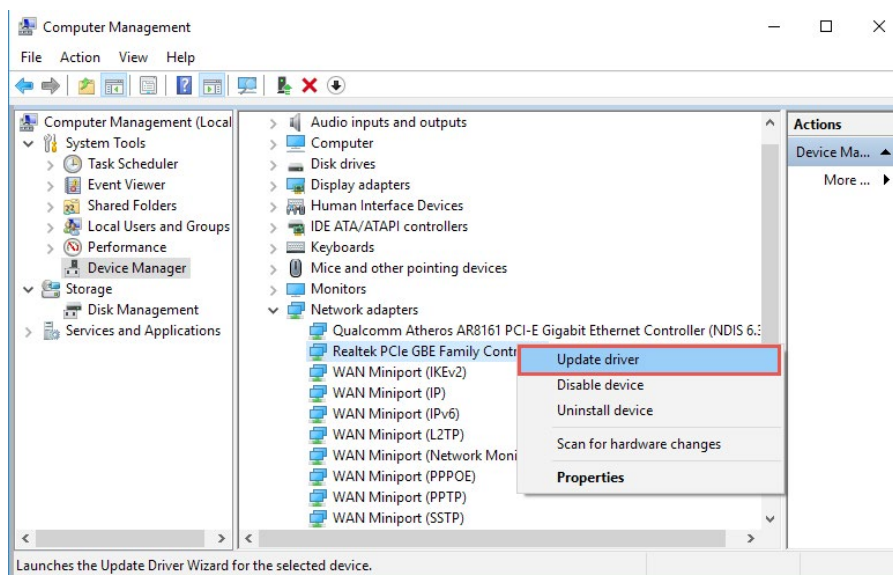 Computer Management
File Action View Help
Computer Management (Local
System Tools
Task Scheduler
Event Viewer
Shared Folders
Local Users and Groups
Performance
Device Manager
Storage
Disk Management
Services and Applications
Audio inputs and outputs
Computer
Disk drives
Display adapters
Human Interface Devices
IDE ATA/ATAPI controllers
Keyboards
Mice and other pointing devices
Monitors
Network adapters
Qualcomm Atheros AR8161 PCI-E Gigabit Ethernet Controller (NDIS 6.3
Realtek PCIe GBE Family Contr
WAN Miniport (IKEv2)
WAN Miniport (IP)
WAN Miniport (IPv6)
WAN Miniport (L2TP)
WAN Miniport (Network Moni
WAN Miniport (PPPOE)
WAN Miniport (PPTP)
WAN Miniport (SSTP)
Update driver
Disable device
Uninstall device
Scan for hardware changes
Properties
Actions
Device Ma...
More ...
Launches the Update Driver Wizard for the selected device.